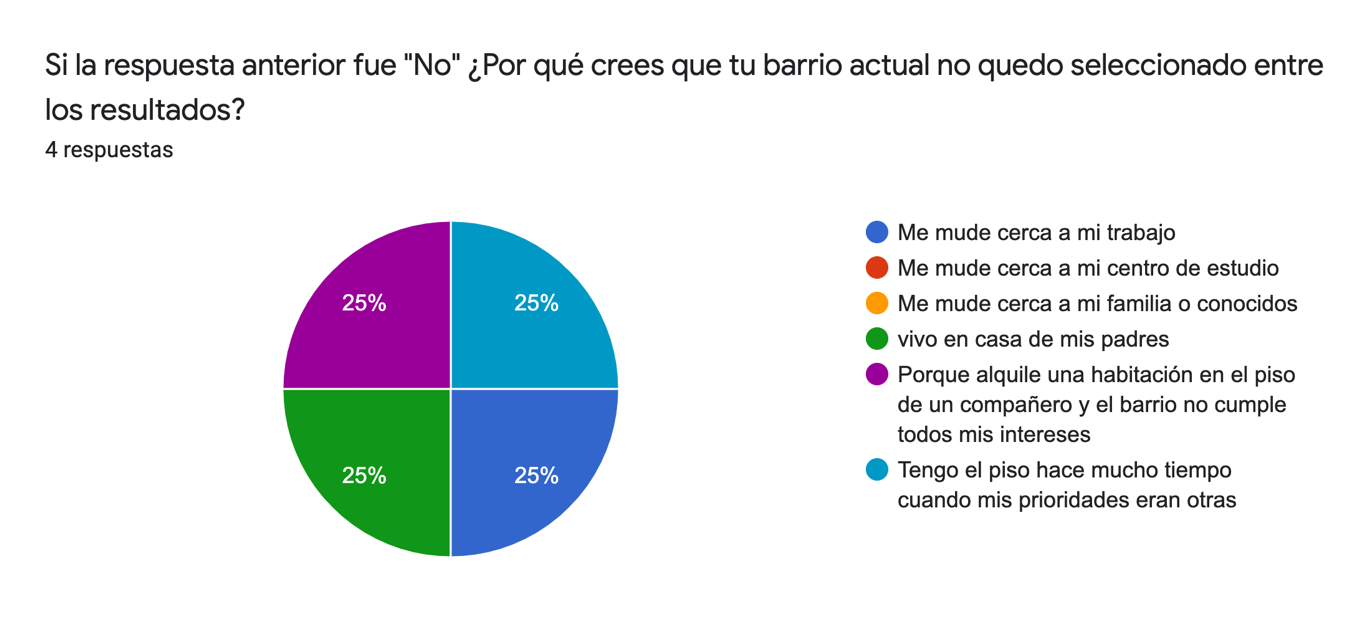 Si la respuesta anterior fue "No" ¿Por qué crees que tu barrio actual no quedo seleccionado entre
los resultados?
4 respuestas
25%
25%
25%
25%
Me mude cerca a mi trabajo
Me mude cerca a mi centro de estudio
Me mude cerca a mi familia o conocidos
vivo en casa de mis padres
Porque alquile una habitación en el piso
de un compañero y el barrio no cumple
todos mis intereses
Tengo el piso hace mucho tiempo
cuando mis prioridades eran otras